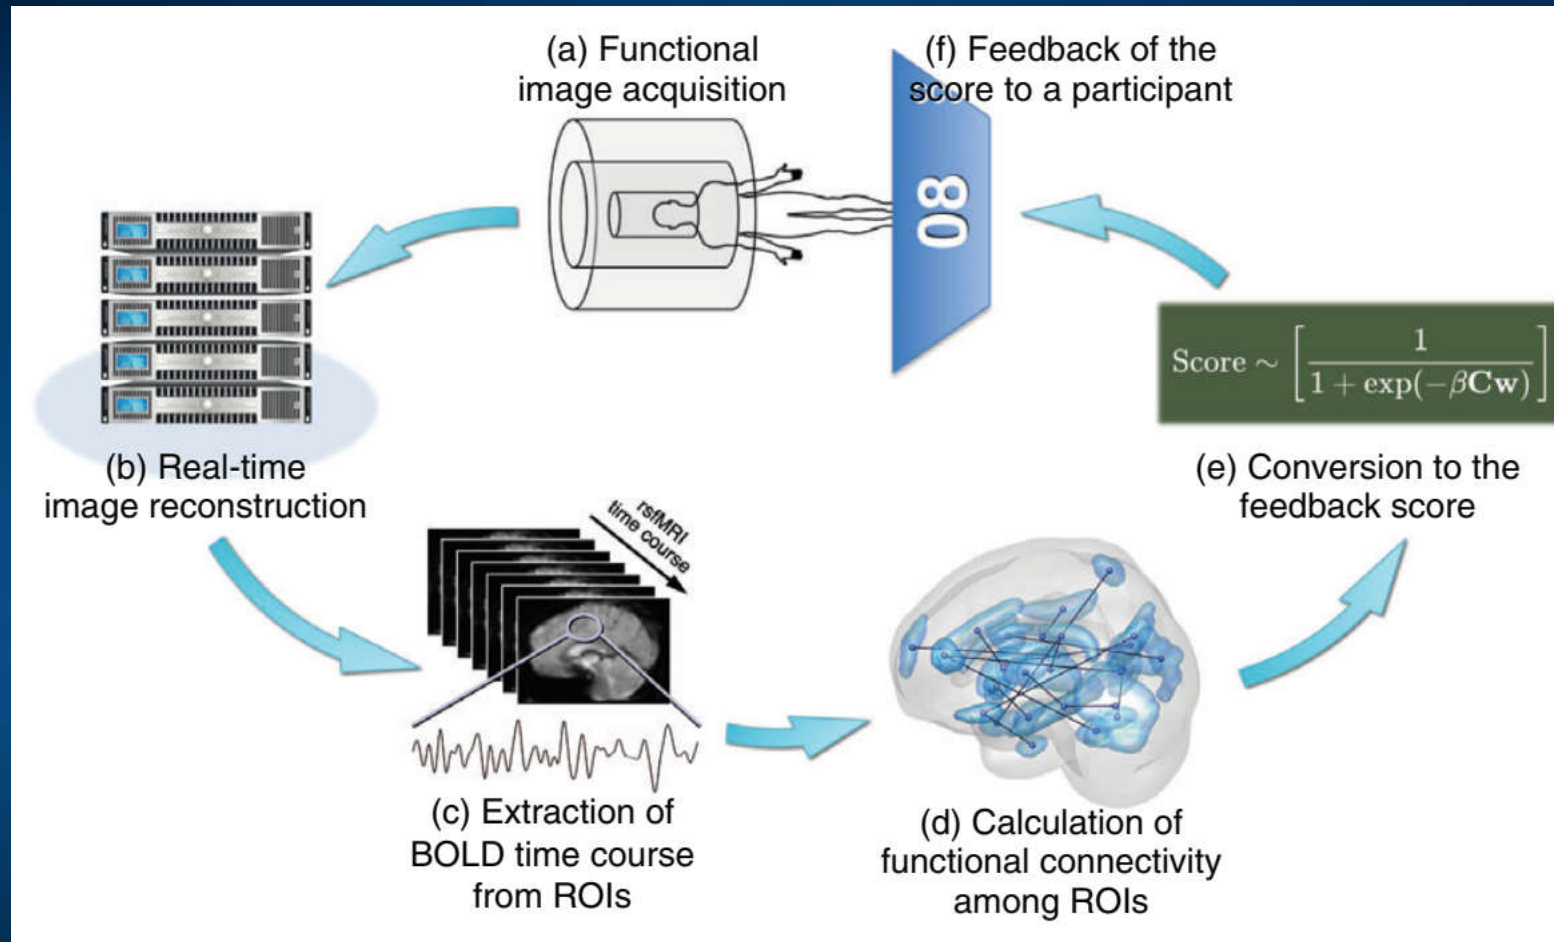 (a) Functional
image acquisition
(f) Feedback of the
score to a participant
80
(b) Real-time
image reconstruction
rsfMRI
time course
(c) Extraction of
BOLD time course
from ROIs
(d) Calculation of
functional connectivity
among ROIs
Score ∼ [1 / (1 + exp(−βCw))]
(e) Conversion to the
feedback score